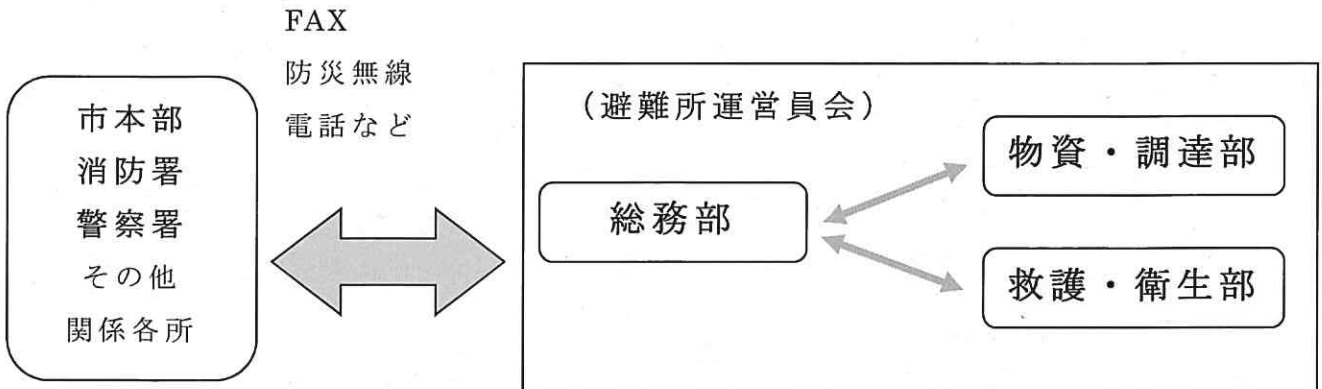 FAX
防災無線
電話など
市本部
消防署
警察署
その他
関係各所
（避難所運営員会）
総務部
物資・調達部
救護・衛生部